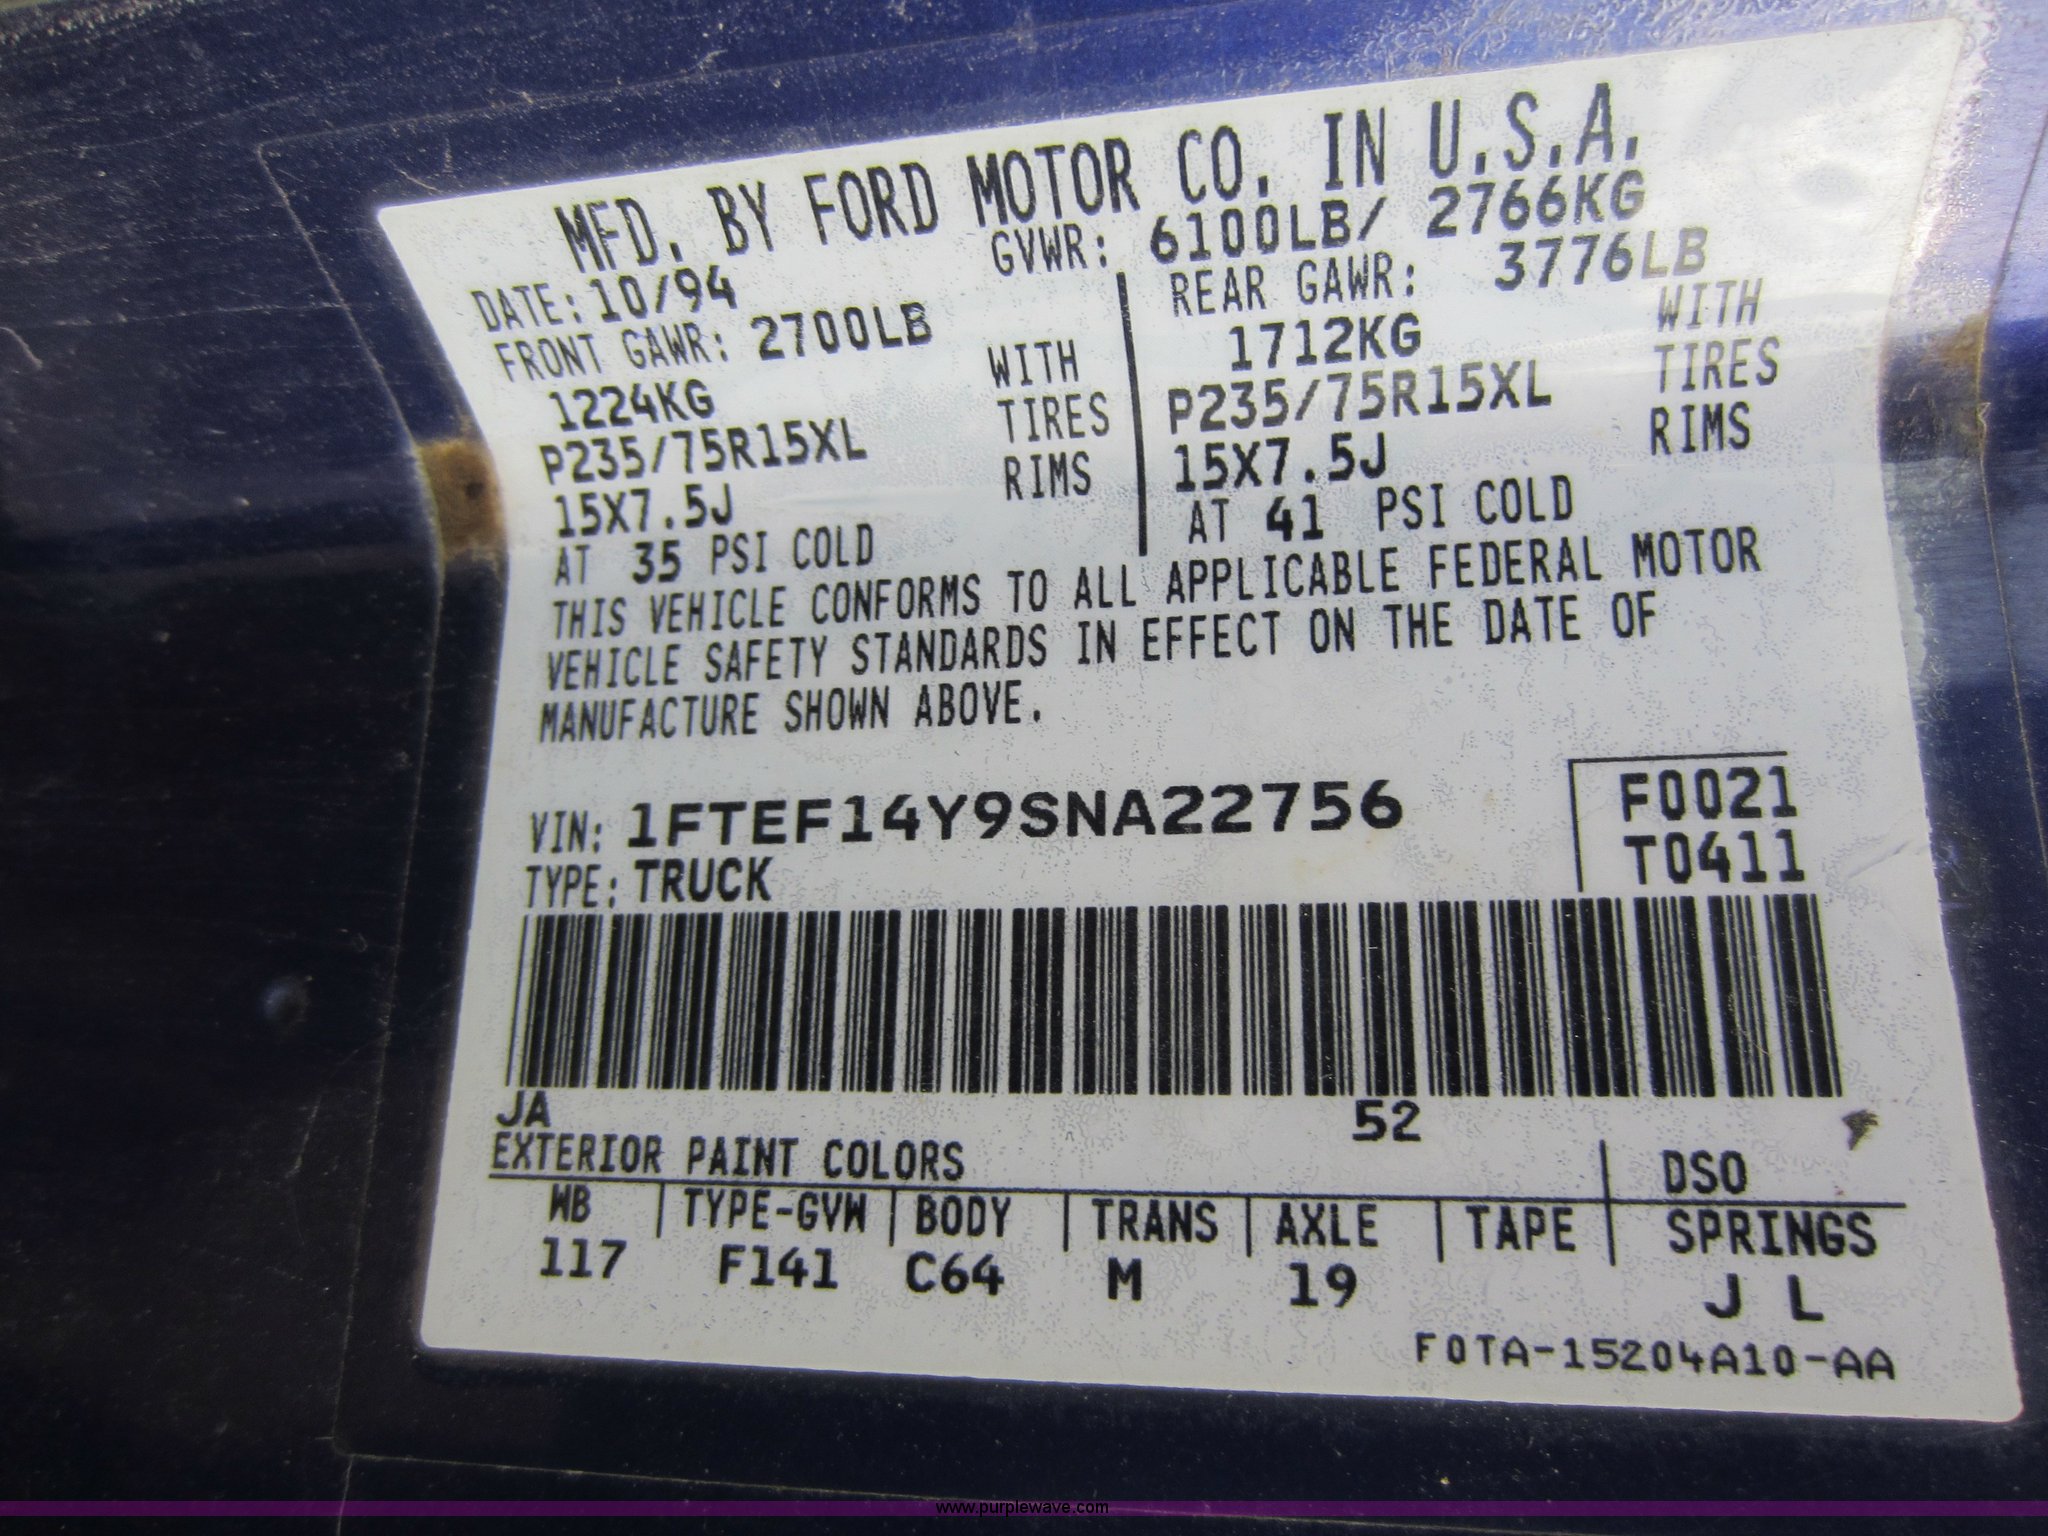 MFD. BY FORD MOTOR CO. IN U.S.A.
DATE: 10/94 GVWR: 6100LB/ 2766KG
FRONT GAWR: 2700LB REAR GAWR: 3776LB
1224KG WITH 1712KG WITH
P235/75R15XL TIRES P235/75R15XL TIRES
15X7.5J RIMS 15X7.5J RIMS
AT 35 PSI COLD AT 41 PSI COLD
THIS VEHICLE CONFORMS TO ALL APPLICABLE FEDERAL MOTOR
VEHICLE SAFETY STANDARDS IN EFFECT ON THE DATE OF
MANUFACTURE SHOWN ABOVE.
VIN: 1FTEF14Y9SNA22756 F0021
TYPE: TRUCK T0411
JA 52
EXTERIOR PAINT COLORS DSO
WB TYPE-GVW BODY TRANS AXLE TAPE SPRINGS
117 F141 C64 M 19 J L
F0TA-15204A10-AA
www.purplewave.com